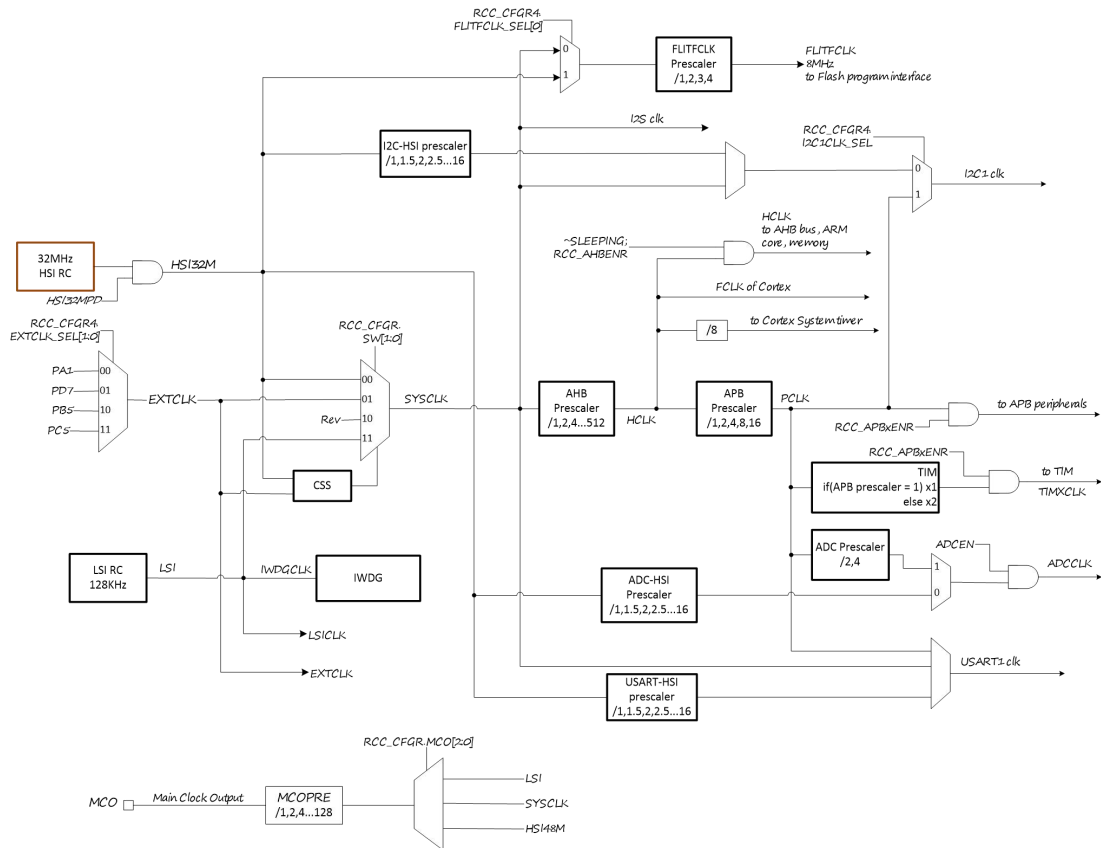 RCC_CFGR4.
FLITFCLK_SEL[0]
0
1
FLITFCLK
Prescaler
/1,2,3,4
FLITFCLK
8MHz
to Flash program interface
I2S clk
RCC_CFGR4.
I2C1CLK_SEL
I2C-HSI prescaler
/1,1.5,2,2.5...16
0
1
I2C1 clk
HCLK
to AHB bus, ARM
core, memory
~SLEEPING;
RCC_AHBENR
32MHz
HSI RC
HSI32M
HSI32MPD
FCLK of Cortex
/8
to Cortex System timer
RCC_CFGR4.
EXTCLK_SEL[1:0]
RCC_CFGR.
SW[1:0]
PA1
00
PD7
01
PB5
10
PC5
11
EXTCLK
00
01
Rev
10
11
SYSCLK
AHB
Prescaler
/1,2,4...512
HCLK
APB
Prescaler
/1,2,4,8,16
PCLK
to APB peripherals
RCC_APBxENR
CSS
RCC_APBxENR
TIM
if(APB prescaler = 1) x1
else x2
to TIM
TIMXCLK
LSI RC
128KHz
LSI
IWDGCLK
IWDG
ADC Prescaler
/2,4
ADCEN
1
0
ADCCLK
ADC-HSI
Prescaler
/1,1.5,2,2.5...16
LSICLK
EXTCLK
USART-HSI
prescaler
/1,1.5,2,2.5...16
USART1 clk
RCC_CFGR.MCO[2:0]
MCO
Main Clock Output
MCOPRE
/1,2,4...128
LSI
SYSCLK
HSI48M